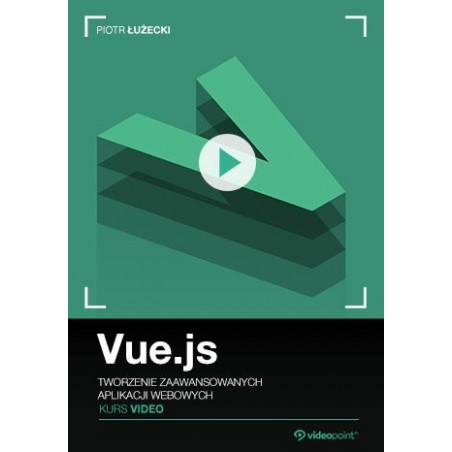 PIOTR ŁUŻECKI
Vue.js
TWORZENIE ZAAWANSOWANYCH
APLIKACJI WEBOWYCH
KURS VIDEO
videopoint